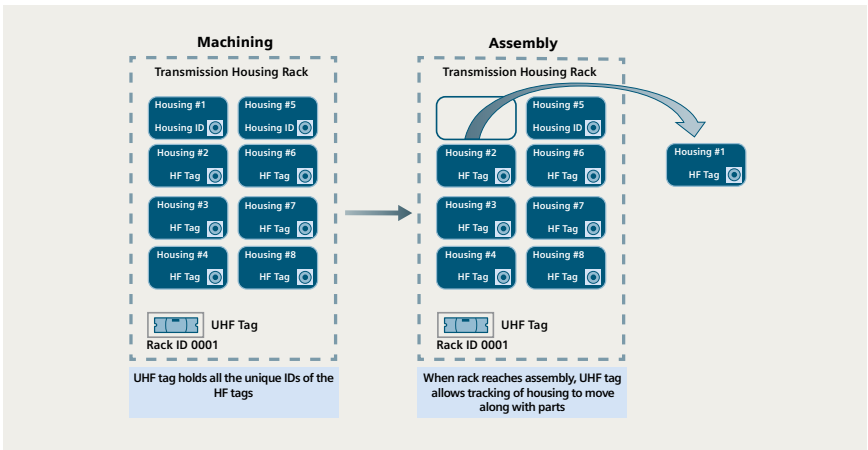 Machining
Transmission Housing Rack
Housing #1
Housing ID
Housing #5
Housing ID
Housing #2
HF Tag
Housing #6
HF Tag
Housing #3
HF Tag
Housing #7
HF Tag
Housing #4
HF Tag
Housing #8
HF Tag
UHF Tag
Rack ID 0001
UHF tag holds all the unique IDs of the
HF tags
Assembly
Transmission Housing Rack
Housing #5
Housing ID
Housing #2
HF Tag
Housing #6
HF Tag
Housing #3
HF Tag
Housing #7
HF Tag
Housing #4
HF Tag
Housing #8
HF Tag
UHF Tag
Rack ID 0001
When rack reaches assembly, UHF tag
allows tracking of housing to move
along with parts
Housing #1
HF Tag